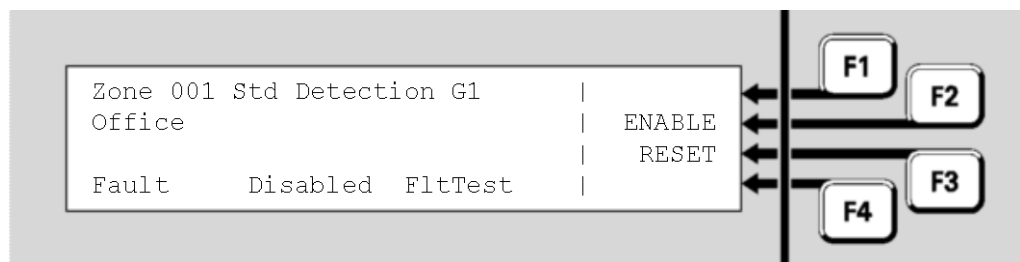 Zone 001 Std Detection G1 |
Office | ENABLE
| RESET
Fault Disabled FltTest |
F1
F2
F3
F4